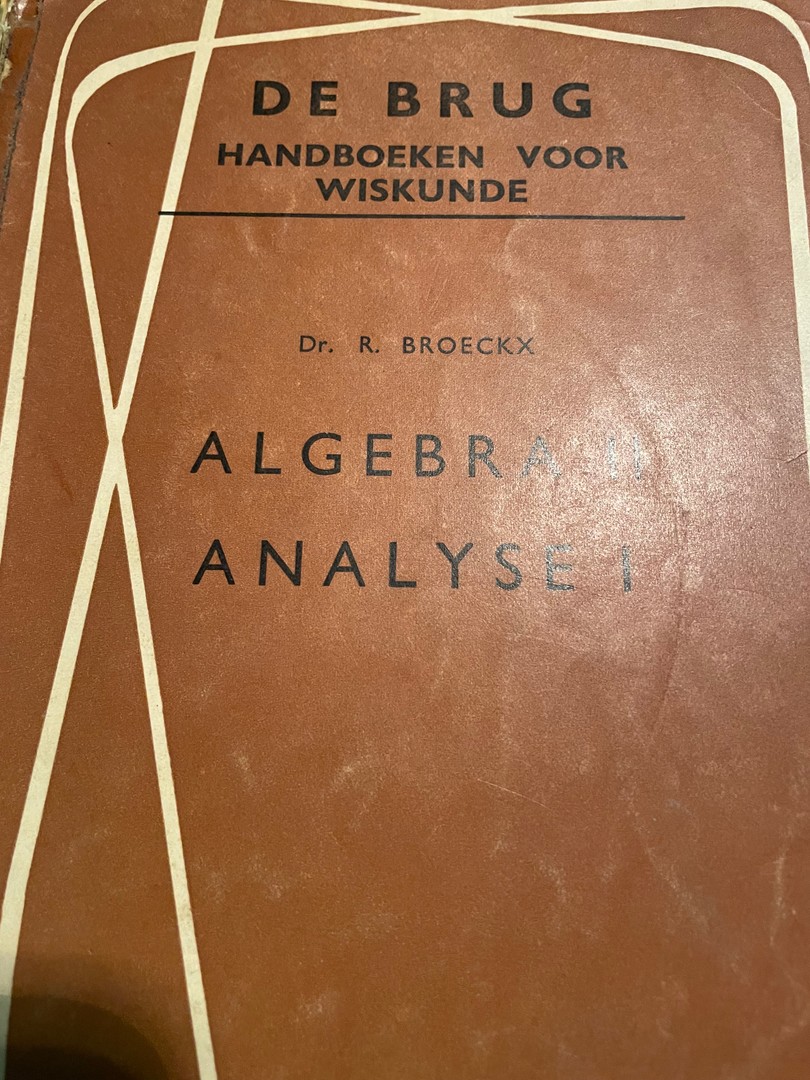 DE BRUG
HANDBOEKEN VOOR
WISKUNDE
Dr. R. BROECKX
ALGEBRA II
ANALYSE I